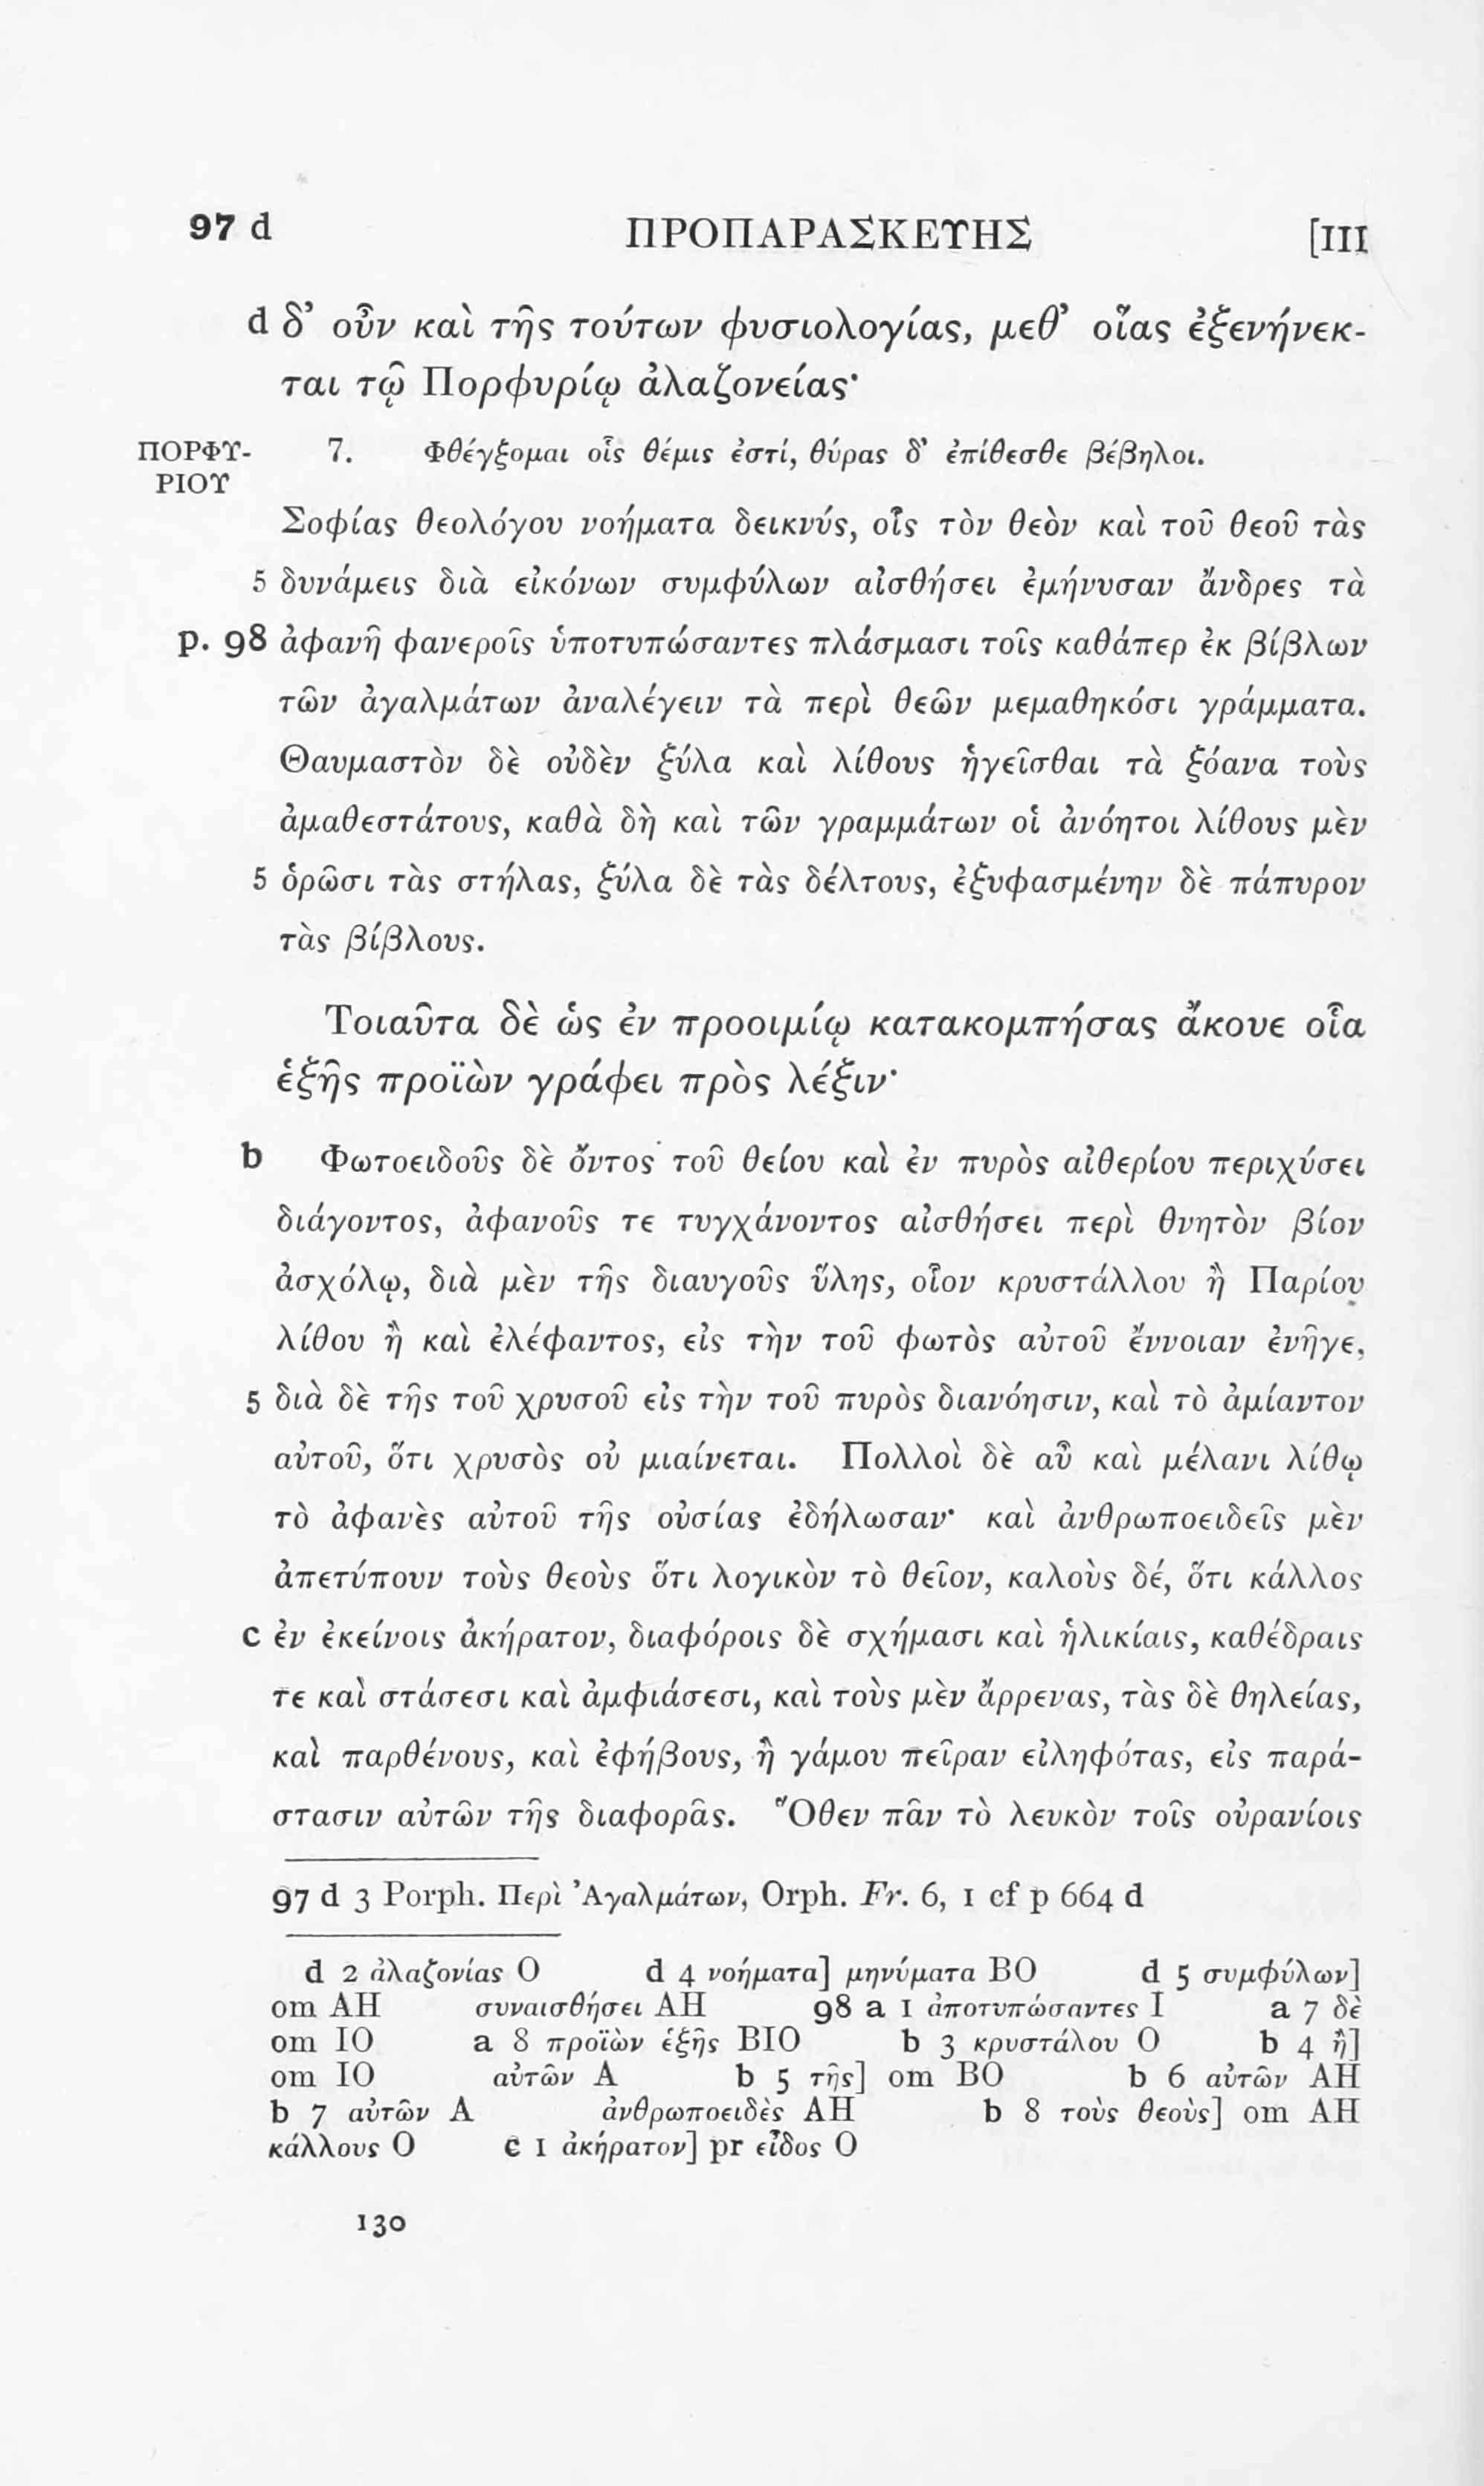 97 d ΠΡΟΠΑΡΑΣΚΕΥΗΣ [III
d δ’ οὖν καὶ τῆς τούτων φυσιολογίας, μεθ’ οἵας ἐξενήνεκ-
ται τῷ Πορφυρίῳ ἀλαζονείας·
ΠΟΡΦΥ- 7. Φθέγξομαι οἷς θέμις ἐστί, θύρας δ’ ἐπίθεσθε βέβηλοι.
ΡΙΟΥ
Σοφίας θεολόγου νοήματα δεικνύς, οἷς τὸν θεὸν καὶ τοῦ θεοῦ τὰς
5 δυνάμεις διὰ εἰκόνων συμφύλων αἰσθήσει ἐμήνυσαν ἄνδρες τὰ
p. 98 ἀφανῆ φανεροῖς ὑποτυπώσαντες πλάσμασι τοῖς καθάπερ ἐκ βίβλων
τῶν ἀγαλμάτων ἀναλέγειν τὰ περὶ θεῶν μεμαθηκόσι γράμματα.
Θαυμαστὸν δὲ οὐδὲν ξύλα καὶ λίθους ἡγεῖσθαι τὰ ξόανα τοὺς
ἀμαθεστάτους, καθὰ δὴ καὶ τῶν γραμμάτων οἱ ἀνόητοι λίθους μὲν
5 ὁρῶσι τὰς στήλας, ξύλα δὲ τὰς δέλτους, ἐξυφασμένην δὲ πάπυρον
τὰς βίβλους.
Τοιαῦτα δὲ ὡς ἐν προοιμίῳ κατακομπήσας ἄκουε οἷα
ἑξῆς προϊὼν γράφει πρὸς λέξιν·
b Φωτοειδοῦς δὲ ὄντος τοῦ θείου καὶ ἐν πυρὸς αἰθερίου περιχύσει
διάγοντος, ἀφανοῦς τε τυγχάνοντος αἰσθήσει περὶ θνητὸν βίον
ἀσχόλῳ, διὰ μὲν τῆς διαυγοῦς ὕλης, οἷον κρυστάλλου ἢ Παρίου
λίθου ἢ καὶ ἐλέφαντος, εἰς τὴν τοῦ φωτὸς αὐτοῦ ἔννοιαν ἐνῆγε,
5 διὰ δὲ τῆς τοῦ χρυσοῦ εἰς τὴν τοῦ πυρὸς διανόησιν, καὶ τὸ ἀμίαντον
αὐτοῦ, ὅτι χρυσὸς οὐ μιαίνεται. Πολλοὶ δὲ αὖ καὶ μέλανι λίθῳ
τὸ ἀφανὲς αὐτοῦ τῆς οὐσίας ἐδήλωσαν· καὶ ἀνθρωποειδεῖς μὲν
ἀπετύπουν τοὺς θεοὺς ὅτι λογικὸν τὸ θεῖον, καλοὺς δέ, ὅτι κάλλος
c ἐν ἐκείνοις ἀκήρατον, διαφόροις δὲ σχήμασι καὶ ἡλικίαις, καθέδραις
τε καὶ στάσεσι καὶ ἀμφιάσεσι, καὶ τοὺς μὲν ἄρρενας, τὰς δὲ θηλείας,
καὶ παρθένους, καὶ ἐφήβους, ἢ γάμου πεῖραν εἰληφότας, εἰς παρά-
στασιν αὐτῶν τῆς διαφορᾶς. Ὅθεν πᾶν τὸ λευκὸν τοῖς οὐρανίοις
97 d 3 Porph. Περὶ Ἀγαλμάτων, Orph. Fr. 6, 1 cf p 664 d
d 2 ἀλαζονίας O d 4 νοήματα] μηνύματα BO d 5 συμφύλων]
om AH συναισθήσει AH 98 a 1 ἀποτυπώσαντες I a 7 δὲ
om IO a 8 προϊὼν ἑξῆς BIO b 3 κρυστάλου O b 4 ἢ]
om IO αὐτῶν A b 5 τῆς] om BO b 6 αὐτῶν AH
b 7 αὐτῶν A ἀνθρωποειδὲς AH b 8 τοὺς θεοὺς] om AH
κάλλους O c 1 ἀκήρατον] pr εἶδος O
130